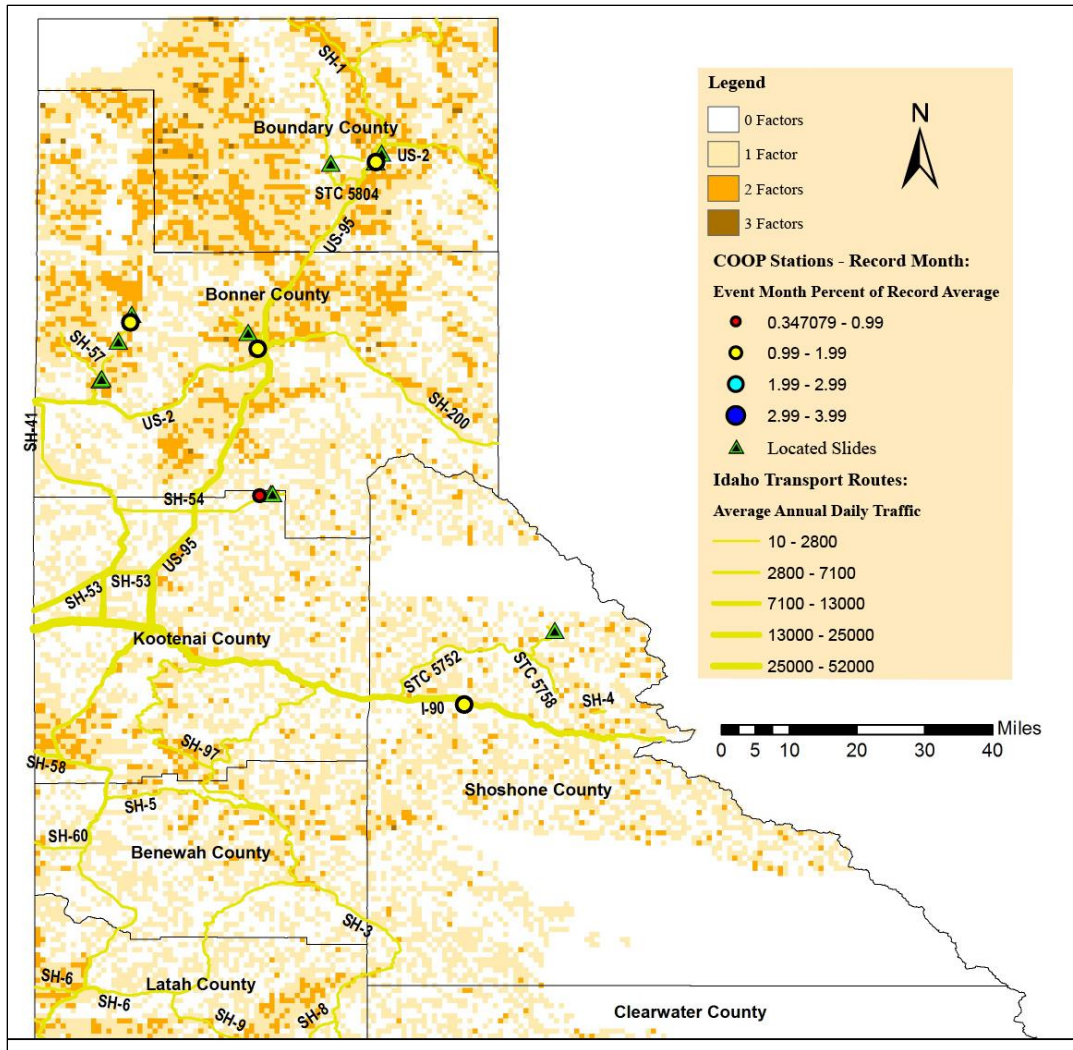 SH-1
Boundary County
US-2
STC 5804
US-95
Bonner County
SH-57
US-2
SH-41
SH-200
SH-54
US-95
SH-53
SH-53
Kootenai County
STC 5752
STC 5758
SH-4
I-90
SH-97
SH-58
Shoshone County
SH-5
SH-60
Benewah County
SH-3
SH-6
Latah County
SH-6
SH-9
SH-8
Clearwater County
Legend
N
0 Factors
1 Factor
2 Factors
3 Factors
COOP Stations - Record Month:
Event Month Percent of Record Average
0.347079 - 0.99
0.99 - 1.99
1.99 - 2.99
2.99 - 3.99
Located Slides
Idaho Transport Routes:
Average Annual Daily Traffic
10 - 2800
2800 - 7100
7100 - 13000
13000 - 25000
25000 - 52000
Miles
0 5 10 20 30 40